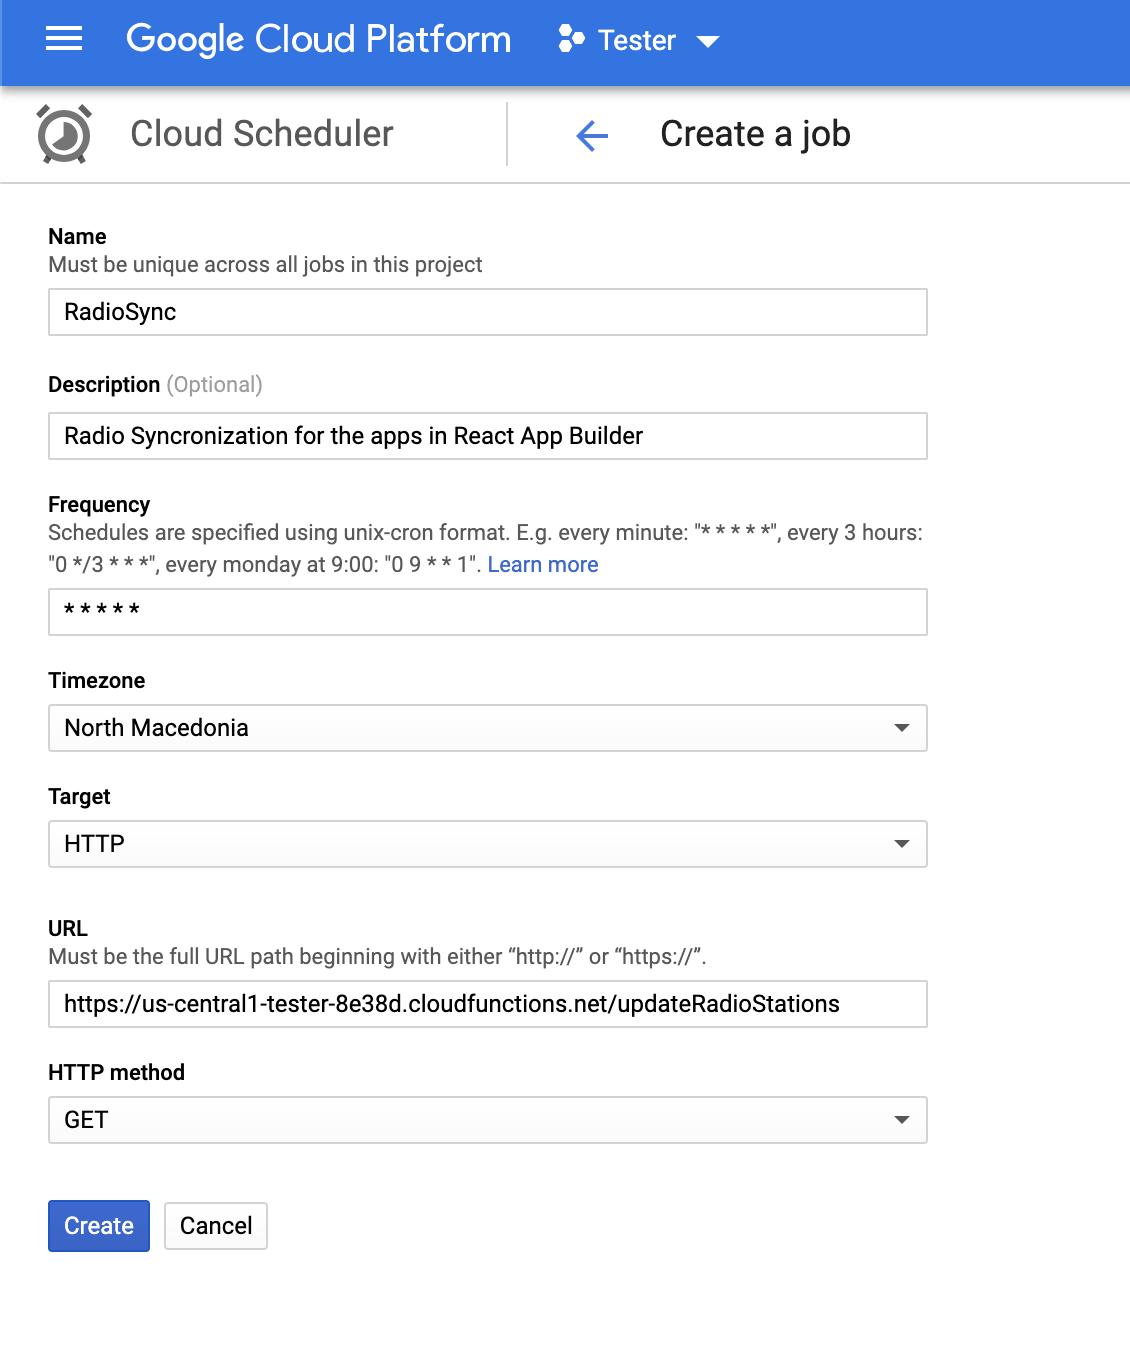 Google Cloud Platform Tester
Cloud Scheduler Create a job
Name
Must be unique across all jobs in this project
RadioSync
Description (Optional)
Radio Syncronization for the apps in React App Builder
Frequency
Schedules are specified using unix-cron format. E.g. every minute: "* * * * *", every 3 hours:
"0 */3 * * *", every monday at 9:00: "0 9 * * 1". Learn more
* * * * *
Timezone
North Macedonia
Target
HTTP
URL
Must be the full URL path beginning with either “http://” or “https://”.
https://us-central1-tester-8e38d.cloudfunctions.net/updateRadioStations
HTTP method
GET
Create Cancel